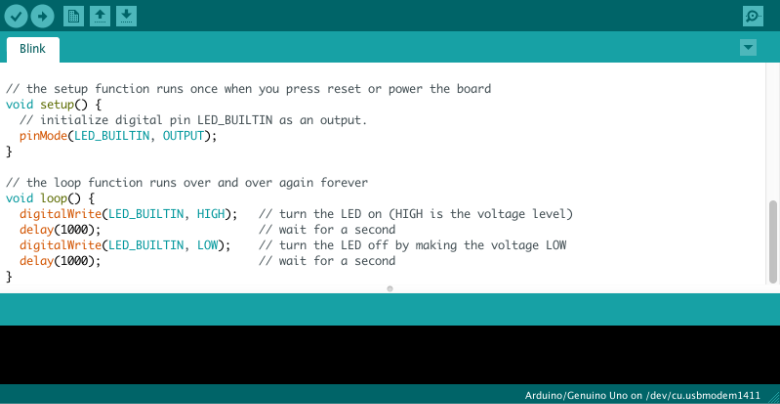 Blink
// the setup function runs once when you press reset or power the board
void setup() {
  // initialize digital pin LED_BUILTIN as an output.
  pinMode(LED_BUILTIN, OUTPUT);
}
// the loop function runs over and over again forever
void loop() {
  digitalWrite(LED_BUILTIN, HIGH);   // turn the LED on (HIGH is the voltage level)
  delay(1000);                       // wait for a second
  digitalWrite(LED_BUILTIN, LOW);    // turn the LED off by making the voltage LOW
  delay(1000);                       // wait for a second
}
Arduino/Genuino Uno on /dev/cu.usbmodem1411